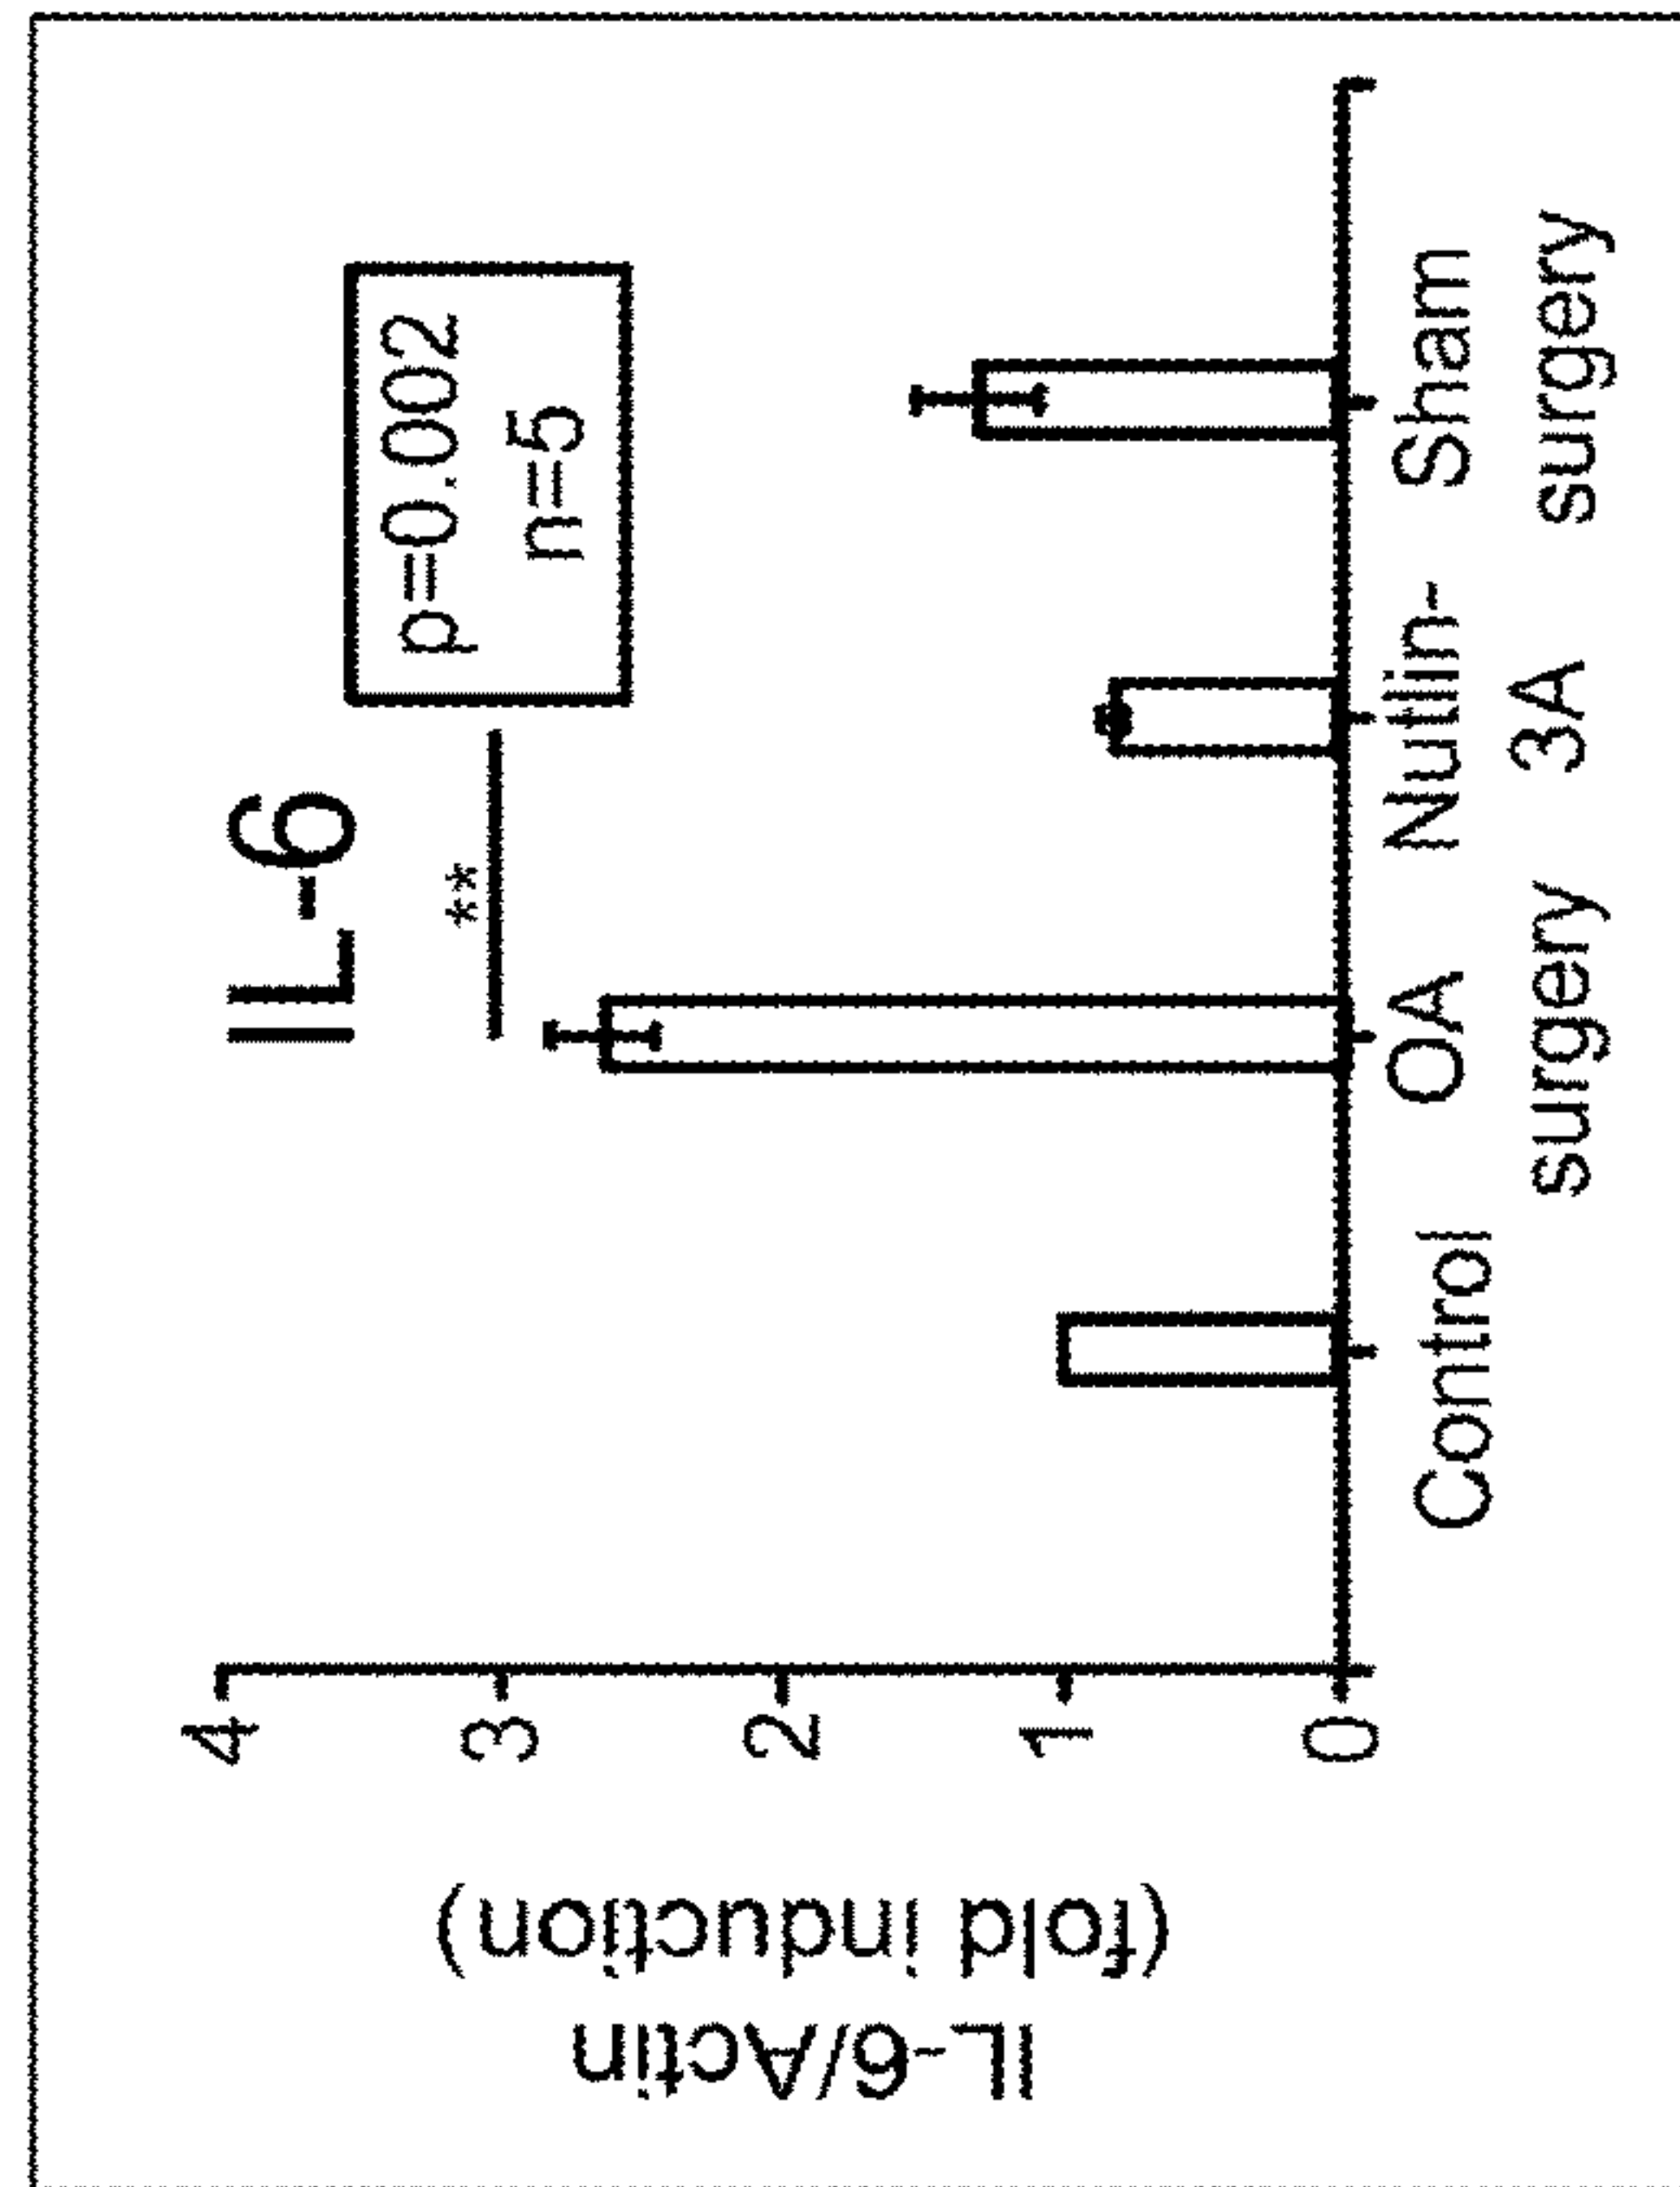 IL-6
**
p=0.002
n=5
IL-6/Actin
(fold induction)
4
3
2
1
0
Control
OA
surgery
Nutlin-
3A
Sham
surgery